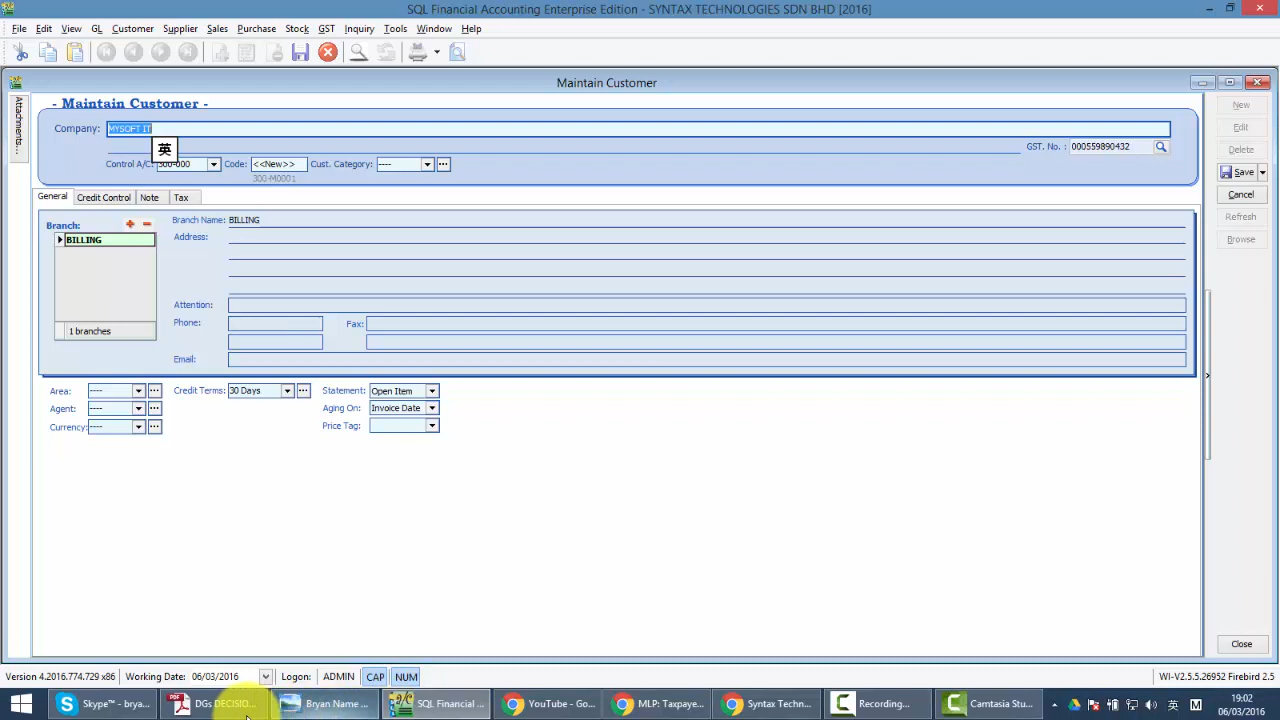 SQL Financial Accounting Enterprise Edition - SYNTAX TECHNOLOGIES SDN BHD [2016]
File Edit View GL Customer Supplier Sales Purchase Stock GST Inquiry Tools Window Help
Maintain Customer
Attachments...
- Maintain Customer -
Company: MYSOFT IT
英
GST. No. : 000559890432
Control A/C: 300-000 Code: <<New>> Cust. Category: ----
300-M0001
General Credit Control Note Tax
Branch:
BILLING
1 branches
Branch Name: BILLING
Address:
Attention:
Phone: Fax:
Email:
Area: ---- Credit Terms: 30 Days Statement: Open Item
Agent: ---- Aging On: Invoice Date
Currency: ---- Price Tag:
New
Edit
Delete
Save
Cancel
Refresh
Browse
Close
Version 4.2016.774.729 x86 Working Date: 06/03/2016 Logon: ADMIN CAP NUM WI-V2.5.5.26952 Firebird 2.5
Skype™ - brya... DGs DECISIO... Bryan Name ... SQL Financial ... YouTube - Go... MLP: Taxpaye... Syntax Techn... Recording... Camtasia Stu... 英 M
19:02
06/03/2016